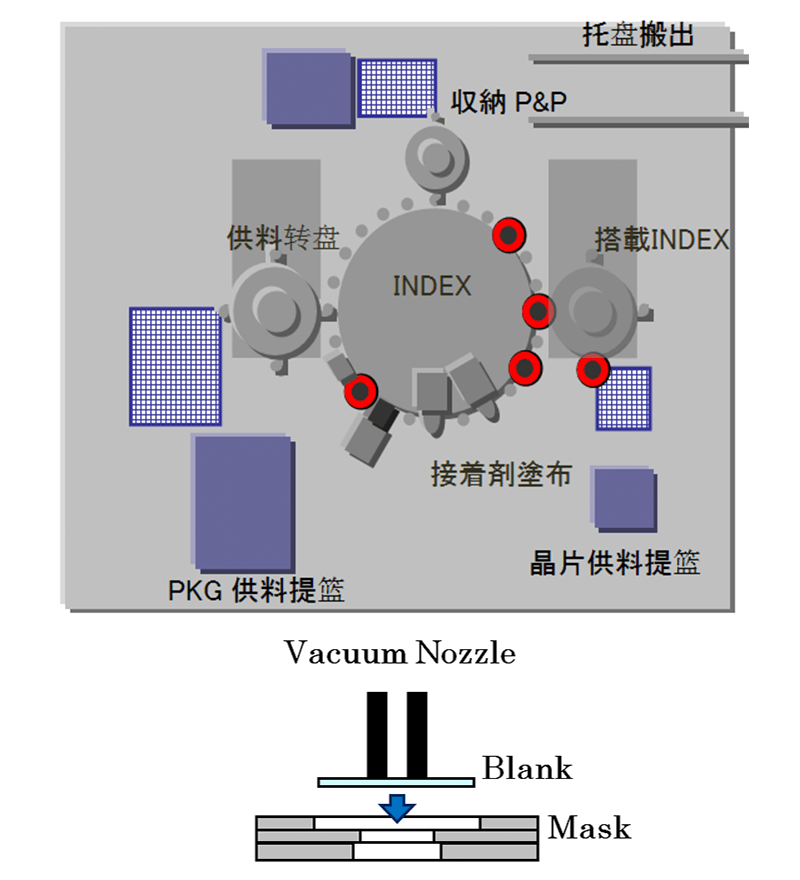 托盘搬出
収納 P&P
供料转盘
搭載INDEX
INDEX
接着剤塗布
晶片供料提篮
PKG 供料提篮
Vacuum Nozzle
Blank
Mask